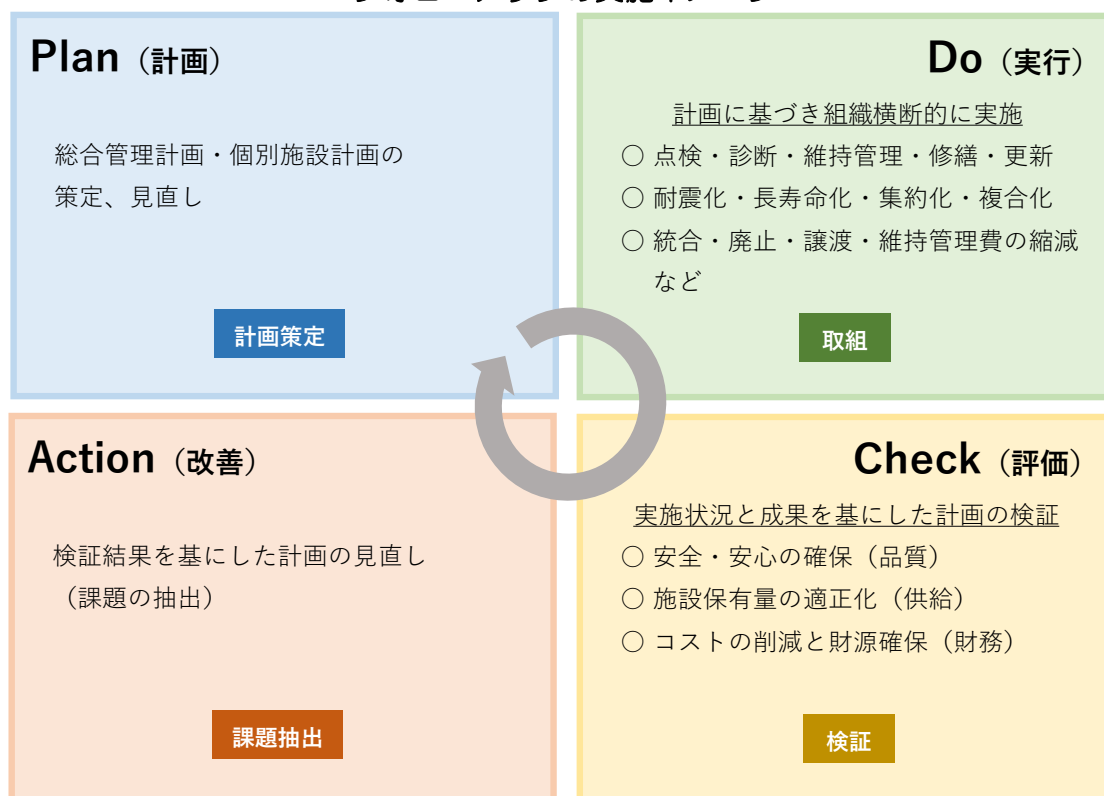 Plan（計画）
総合管理計画・個別施設計画の
策定、見直し
計画策定
Do（実行）
計画に基づき組織横断的に実施
○ 点検・診断・維持管理・修繕・更新
○ 耐震化・長寿命化・集約化・複合化
○ 統合・廃止・譲渡・維持管理費の縮減
など
取組
Action（改善）
検証結果を基にした計画の見直し
（課題の抽出）
課題抽出
Check（評価）
実施状況と成果を基にした計画の検証
○ 安全・安心の確保（品質）
○ 施設保有量の適正化（供給）
○ コストの削減と財源確保（財務）
検証